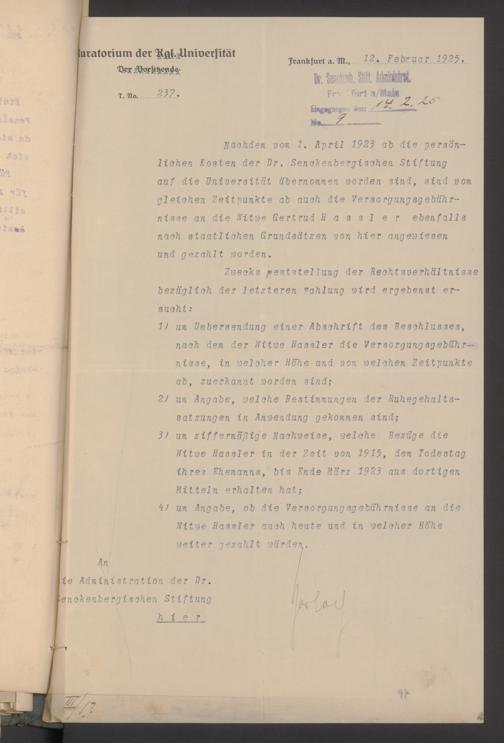 uratorium der Kgl. Universität
Der Vorsitzende.
T. No. 237.
Frankfurt a. M., 12. Februar 1925.
Dr. Senckenb. Stift. Administrat.
Frankfurt a/Main
Eingegangen den: 14.2.25
No. 9
Nachdem vom 1. April 1923 ab die persön-
lichen Kosten der Dr. Senckenbergischen Stiftung
auf die Universität übernommen worden sind, sind vom
gleichen Zeitpunkte ab auch die Versorgungsgebühr-
nisse an die Witwe Gertrud H a s s l e r ebenfalls
nach staatlichen Grundsätzen von hier angewiesen
und gezahlt worden.
Zwecks Feststellung der Rechtsverhältnisse
bezüglich der letzteren Zahlung wird ergebenst er-
sucht:
1) um Uebersendung einer Abschrift des Beschlusses,
nach dem der Witwe Hassler die Versorgungsgebühr-
nisse, in welcher Höhe und von welchem Zeitpunkte
ab, zuerkannt worden sind;
2) um Angabe, welche Bestimmungen der Ruhegehalts-
satzungen in Anwendung gekommen sind;
3) um ziffernmäßige Nachweise, welche Bezüge die
Witwe Hassler in der Zeit von 1915, dem Todestag
ihres Ehemanns, bis Ende März 1923 aus dortigen
Mitteln erhalten hat;
4) um Angabe, ob die Versorgungsgebührnisse an die
Witwe Hassler auch heute und in welcher Höhe
weiter gezahlt würden.
An
ie Administration der Dr.
Senckenbergischen Stiftung
h i e r